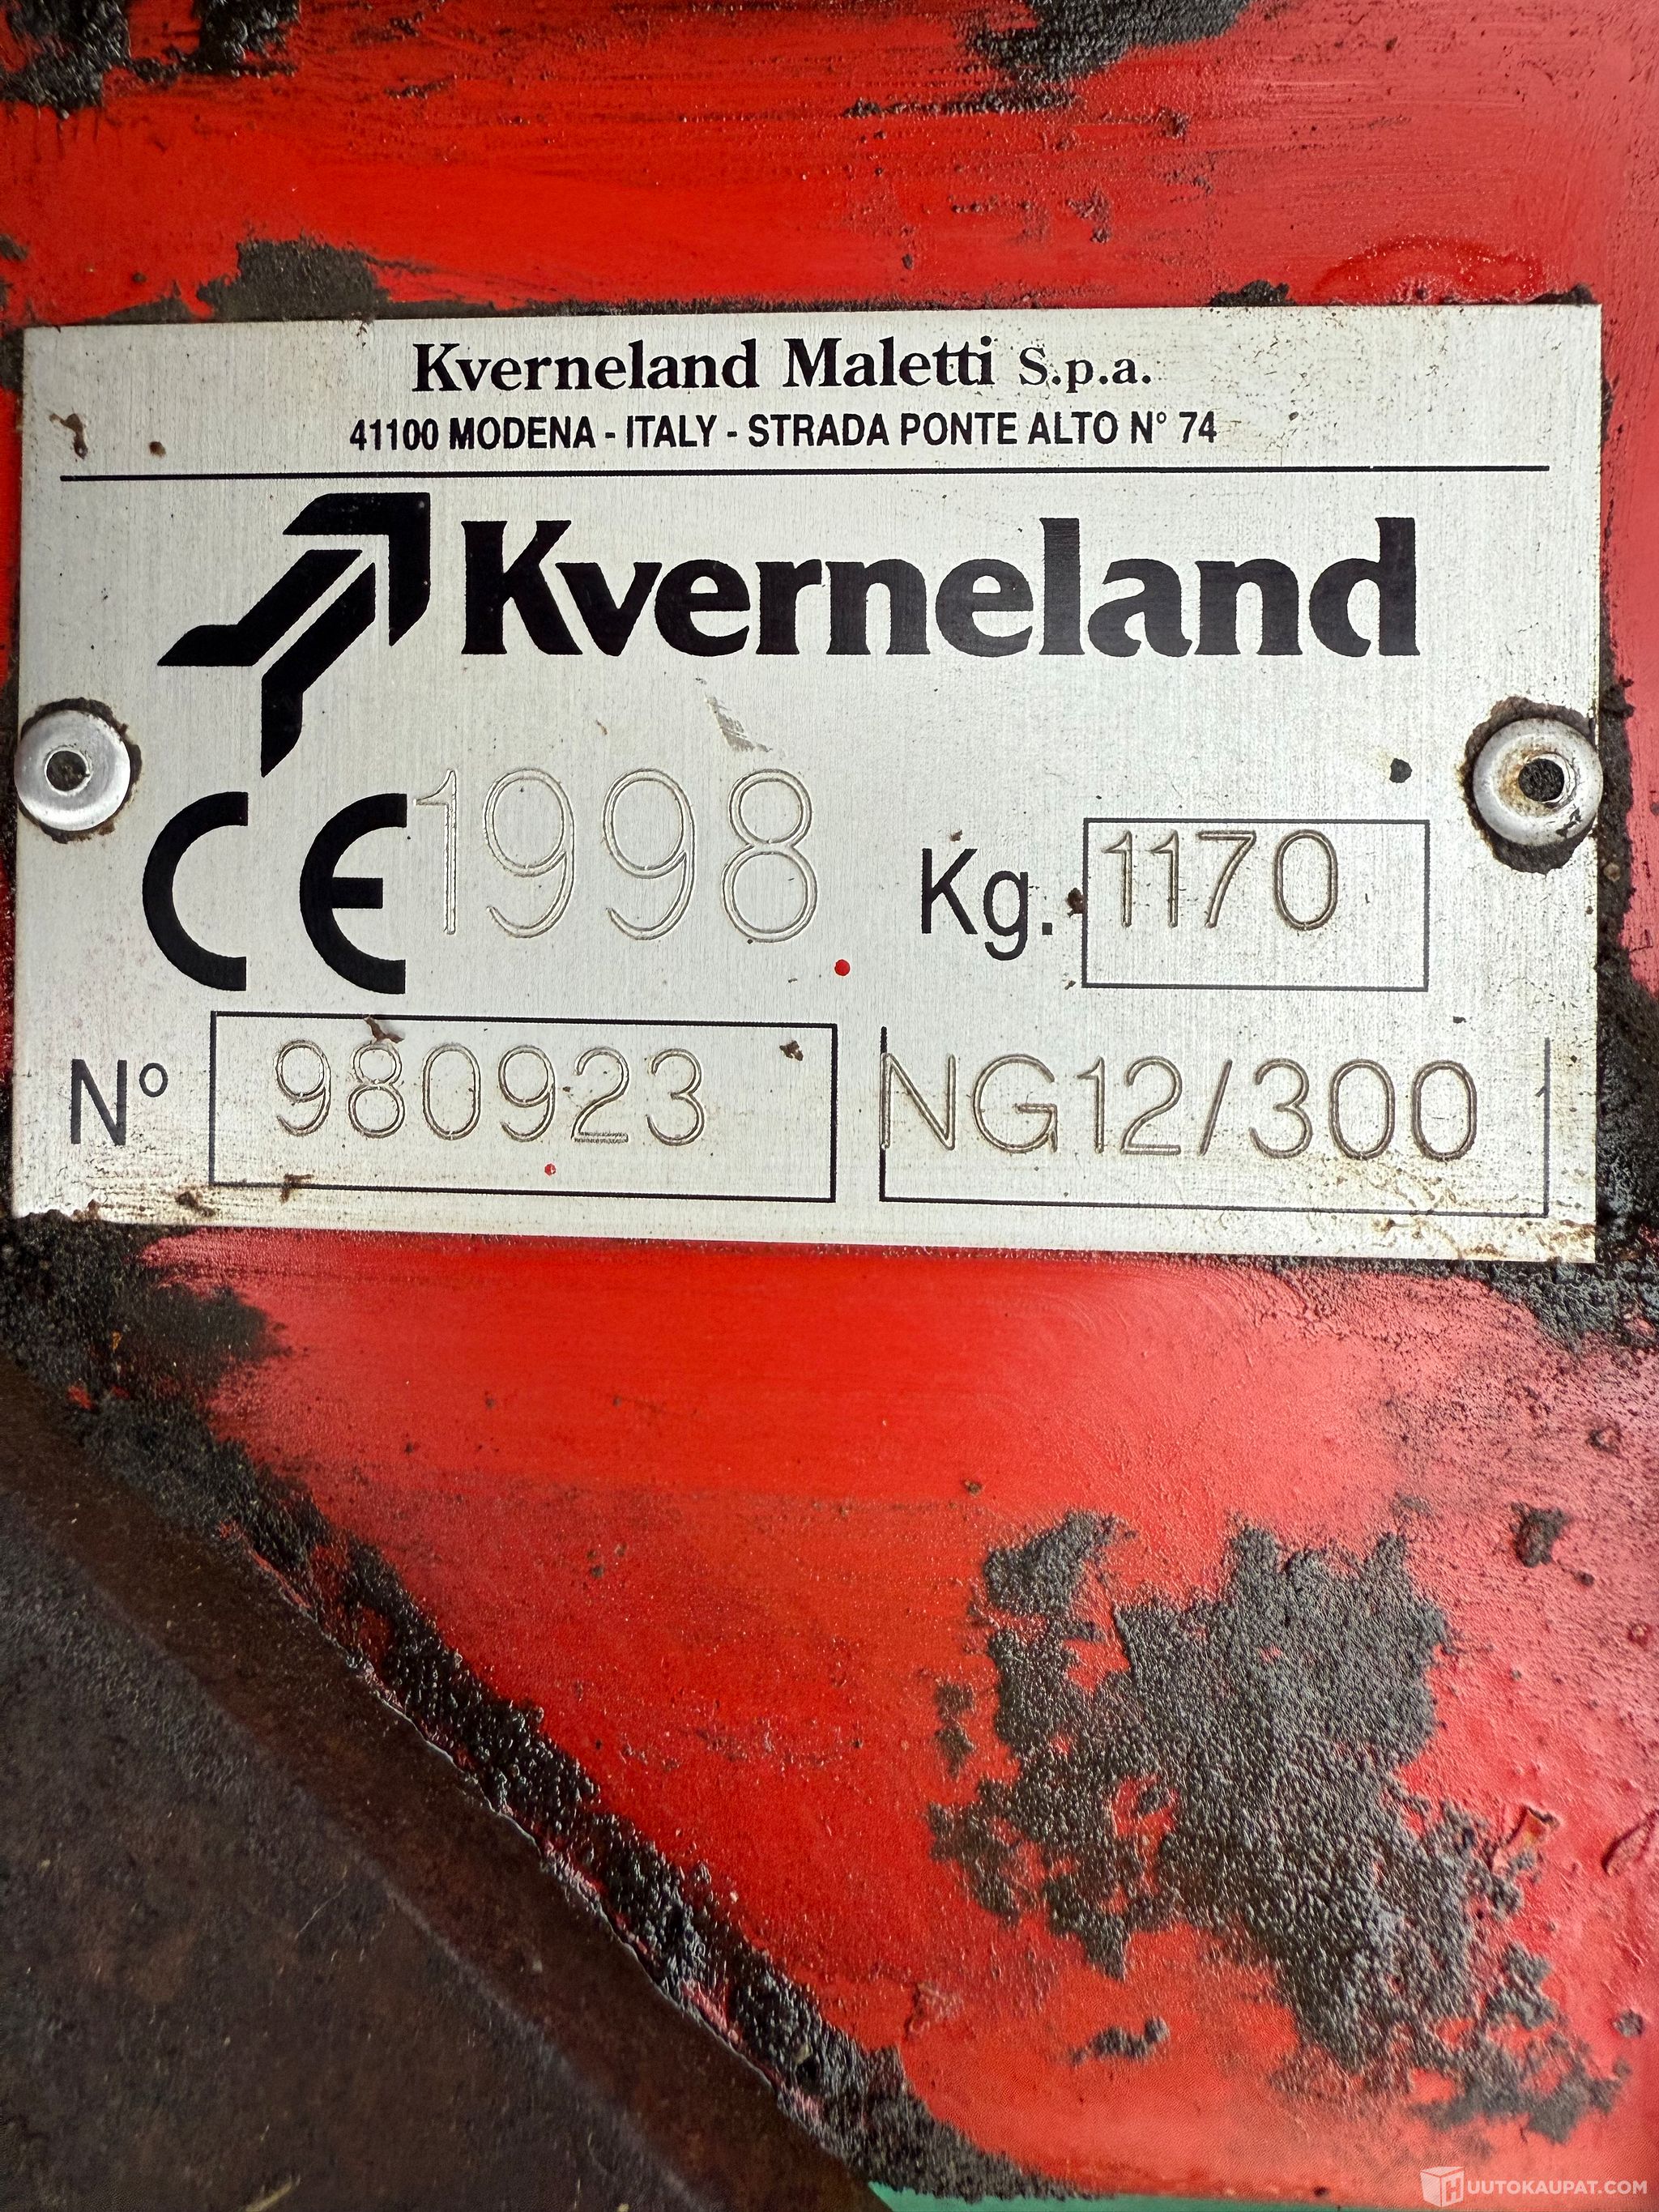 Kverneland Maletti S.p.a.
41100 MODENA - ITALY - STRADA PONTE ALTO N° 74
Kverneland
CE 1998 Kg. 1170
N° 980923 NG12/300
HUUTOKAUPAT.COM